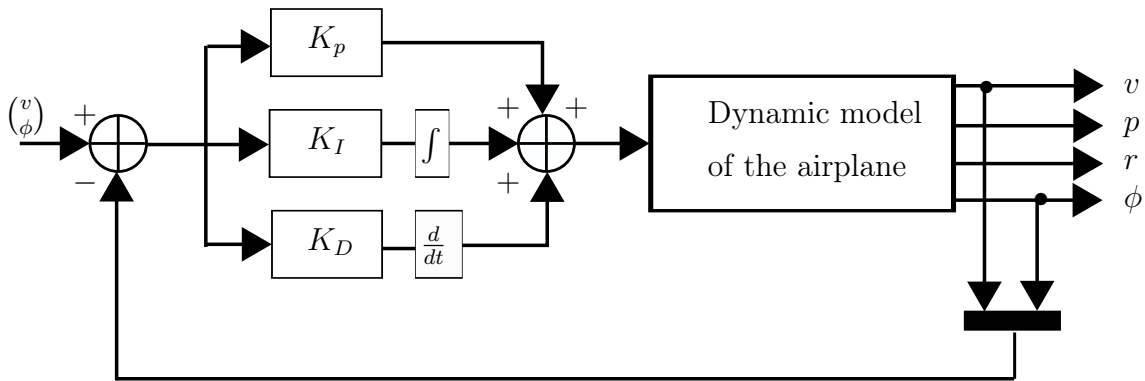 K_p
(v
ϕ)
+
−
K_I
∫
+
+
+
K_D
d/dt
Dynamic model
of the airplane
v
p
r
ϕ